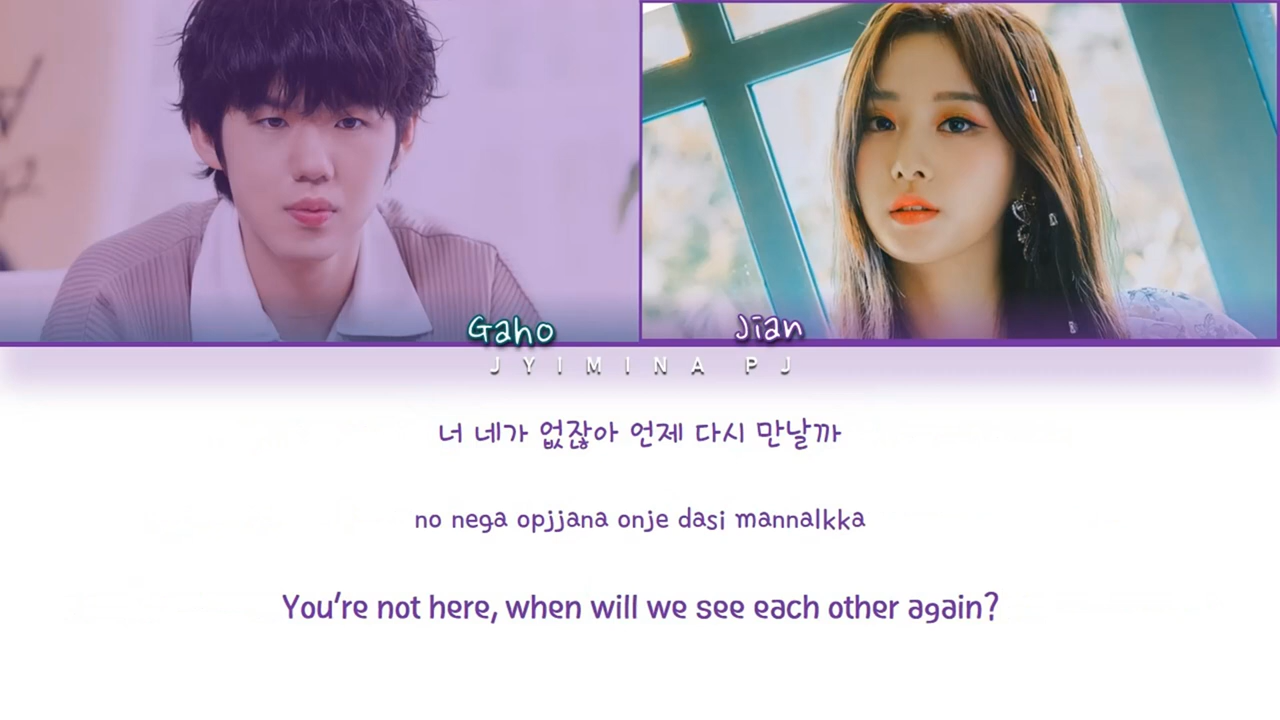 Gaho
Jian
JYIMINA PJ
너 네가 없잖아 언제 다시 만날까
no nega opjjana onje dasi mannalkka
You're not here, when will we see each other again?